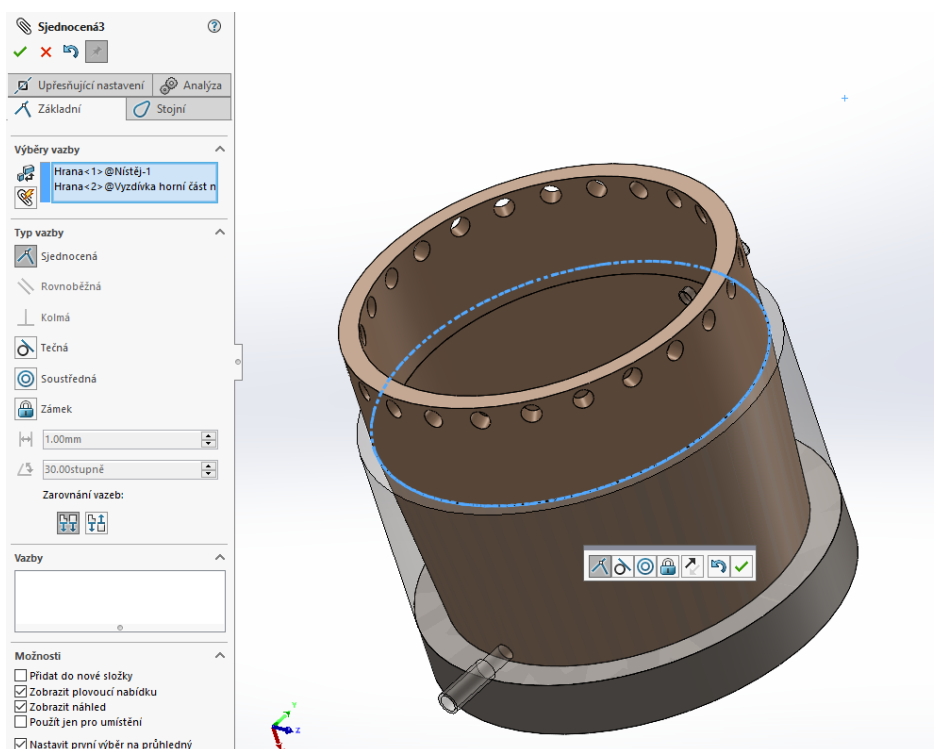 Sjednocená3
Upřesňující nastavení
Analýza
Základní
Stojní
Výběry vazby
Hrana<1>@Nístěj-1
Hrana<2>@Vyzdívka horní část n
Typ vazby
Sjednocená
Rovnoběžná
Kolmá
Tečná
Soustředná
Zámek
1.00mm
30.00stupně
Zarovnání vazeb:
Vazby
Možnosti
Přidat do nové složky
Zobrazit plovoucí nabídku
Zobrazit náhled
Použít jen pro umístění
Nastavit první výběr na průhledný
Y
Z